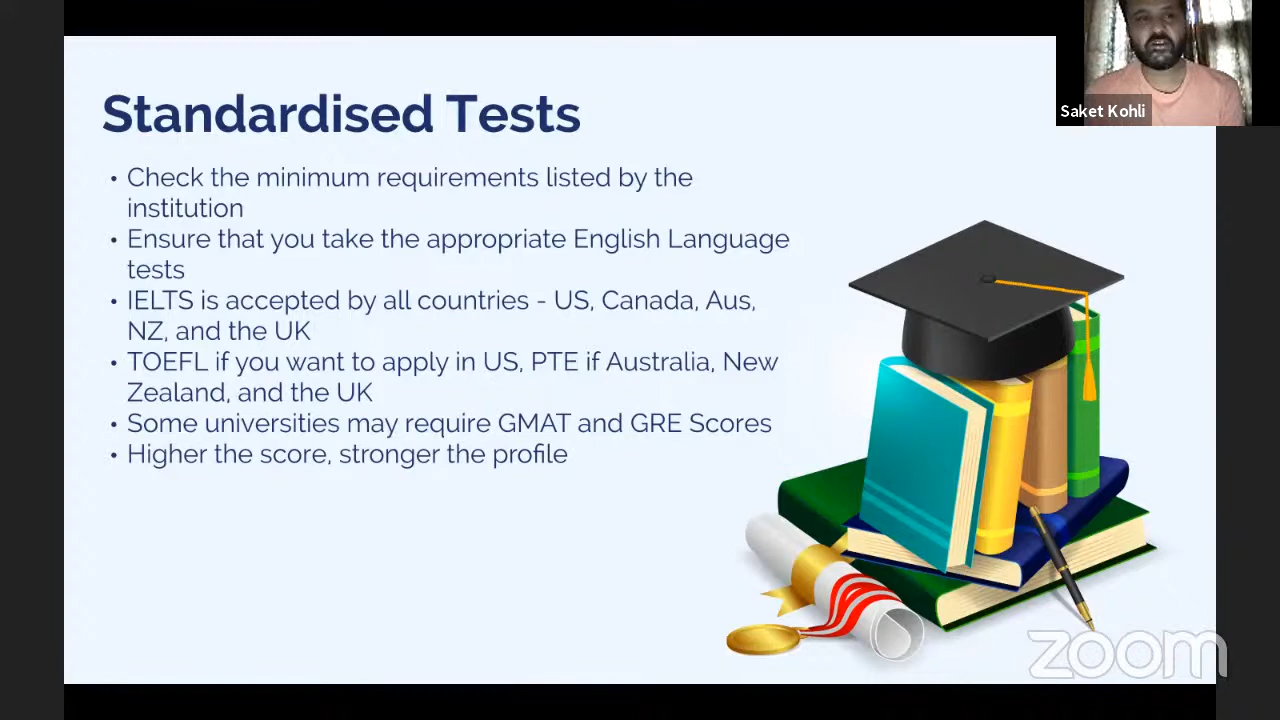 Standardised Tests
• Check the minimum requirements listed by the
institution
• Ensure that you take the appropriate English Language
tests
• IELTS is accepted by all countries - US, Canada, Aus,
NZ, and the UK
• TOEFL if you want to apply in US, PTE if Australia, New
Zealand, and the UK
• Some universities may require GMAT and GRE Scores
• Higher the score, stronger the profile
Saket Kohli
zoom